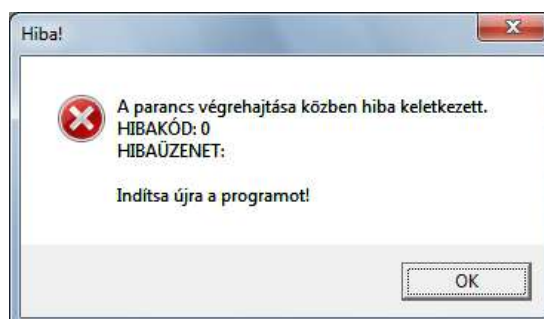 Hiba!
A parancs végrehajtása közben hiba keletkezett.
HIBAKÓD: 0
HIBAÜZENET:
Indítsa újra a programot!
OK